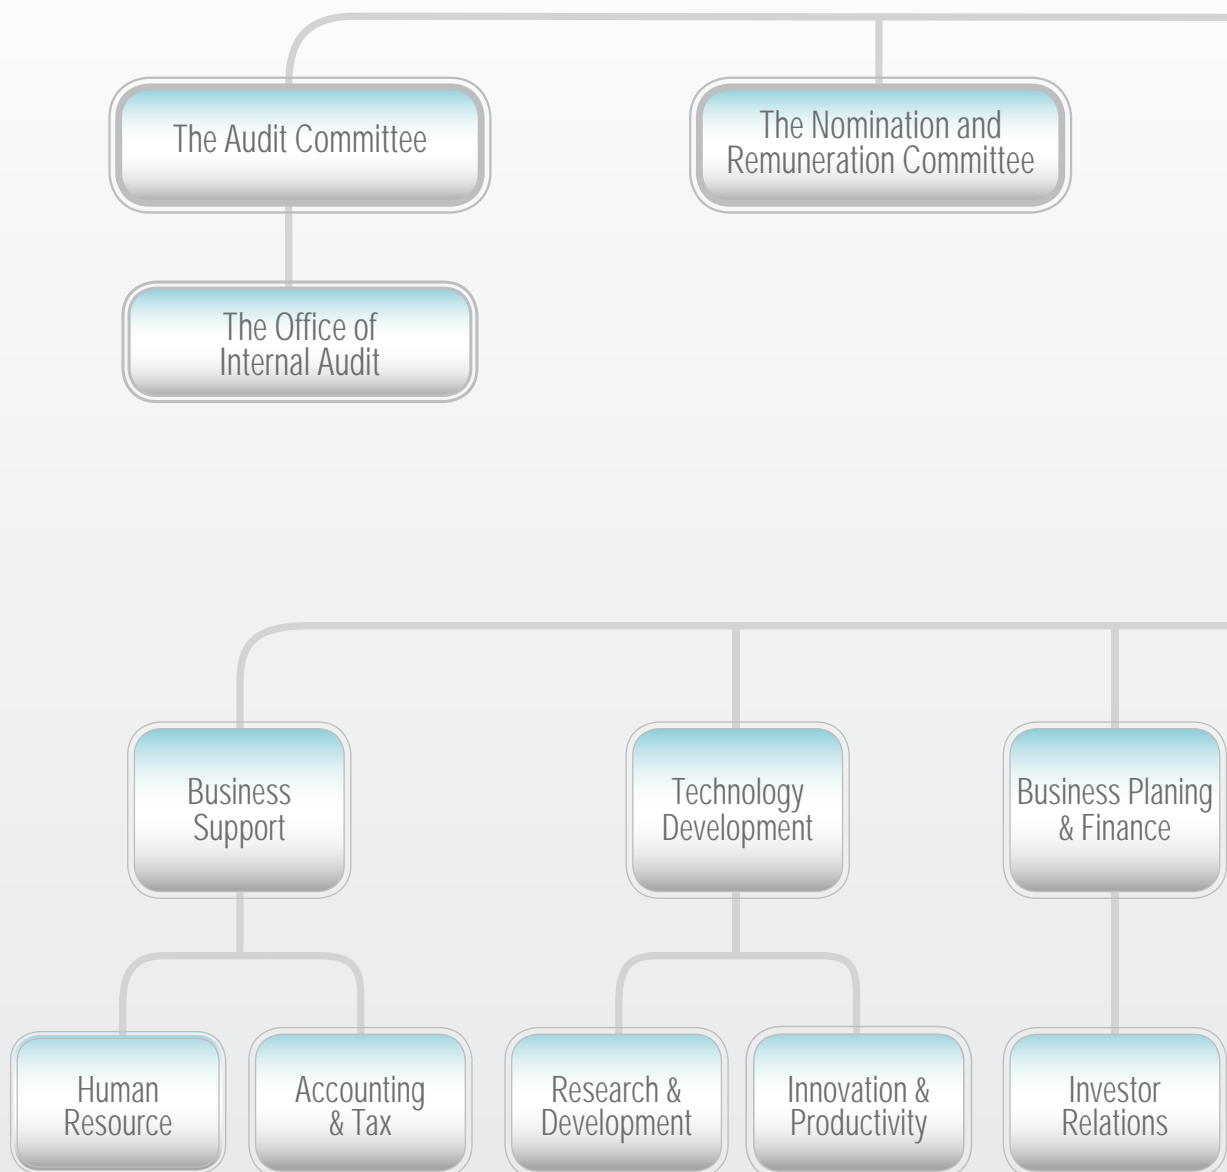 The Audit Committee
The Nomination and
Remuneration Committee
The Office of
Internal Audit
Business
Support
Technology
Development
Business Planing
& Finance
Human
Resource
Accounting
& Tax
Research &
Development
Innovation &
Productivity
Investor
Relations